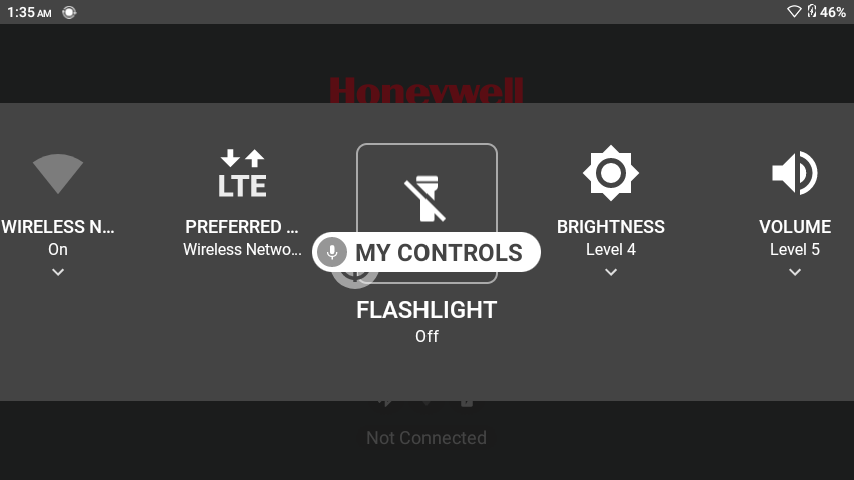 1:35 AM
46%
Honeywell
LTE
WIRELESS N...
On
PREFERRED ...
Wireless Netwo...
MY CONTROLS
FLASHLIGHT
Off
BRIGHTNESS
Level 4
VOLUME
Level 5
Not Connected